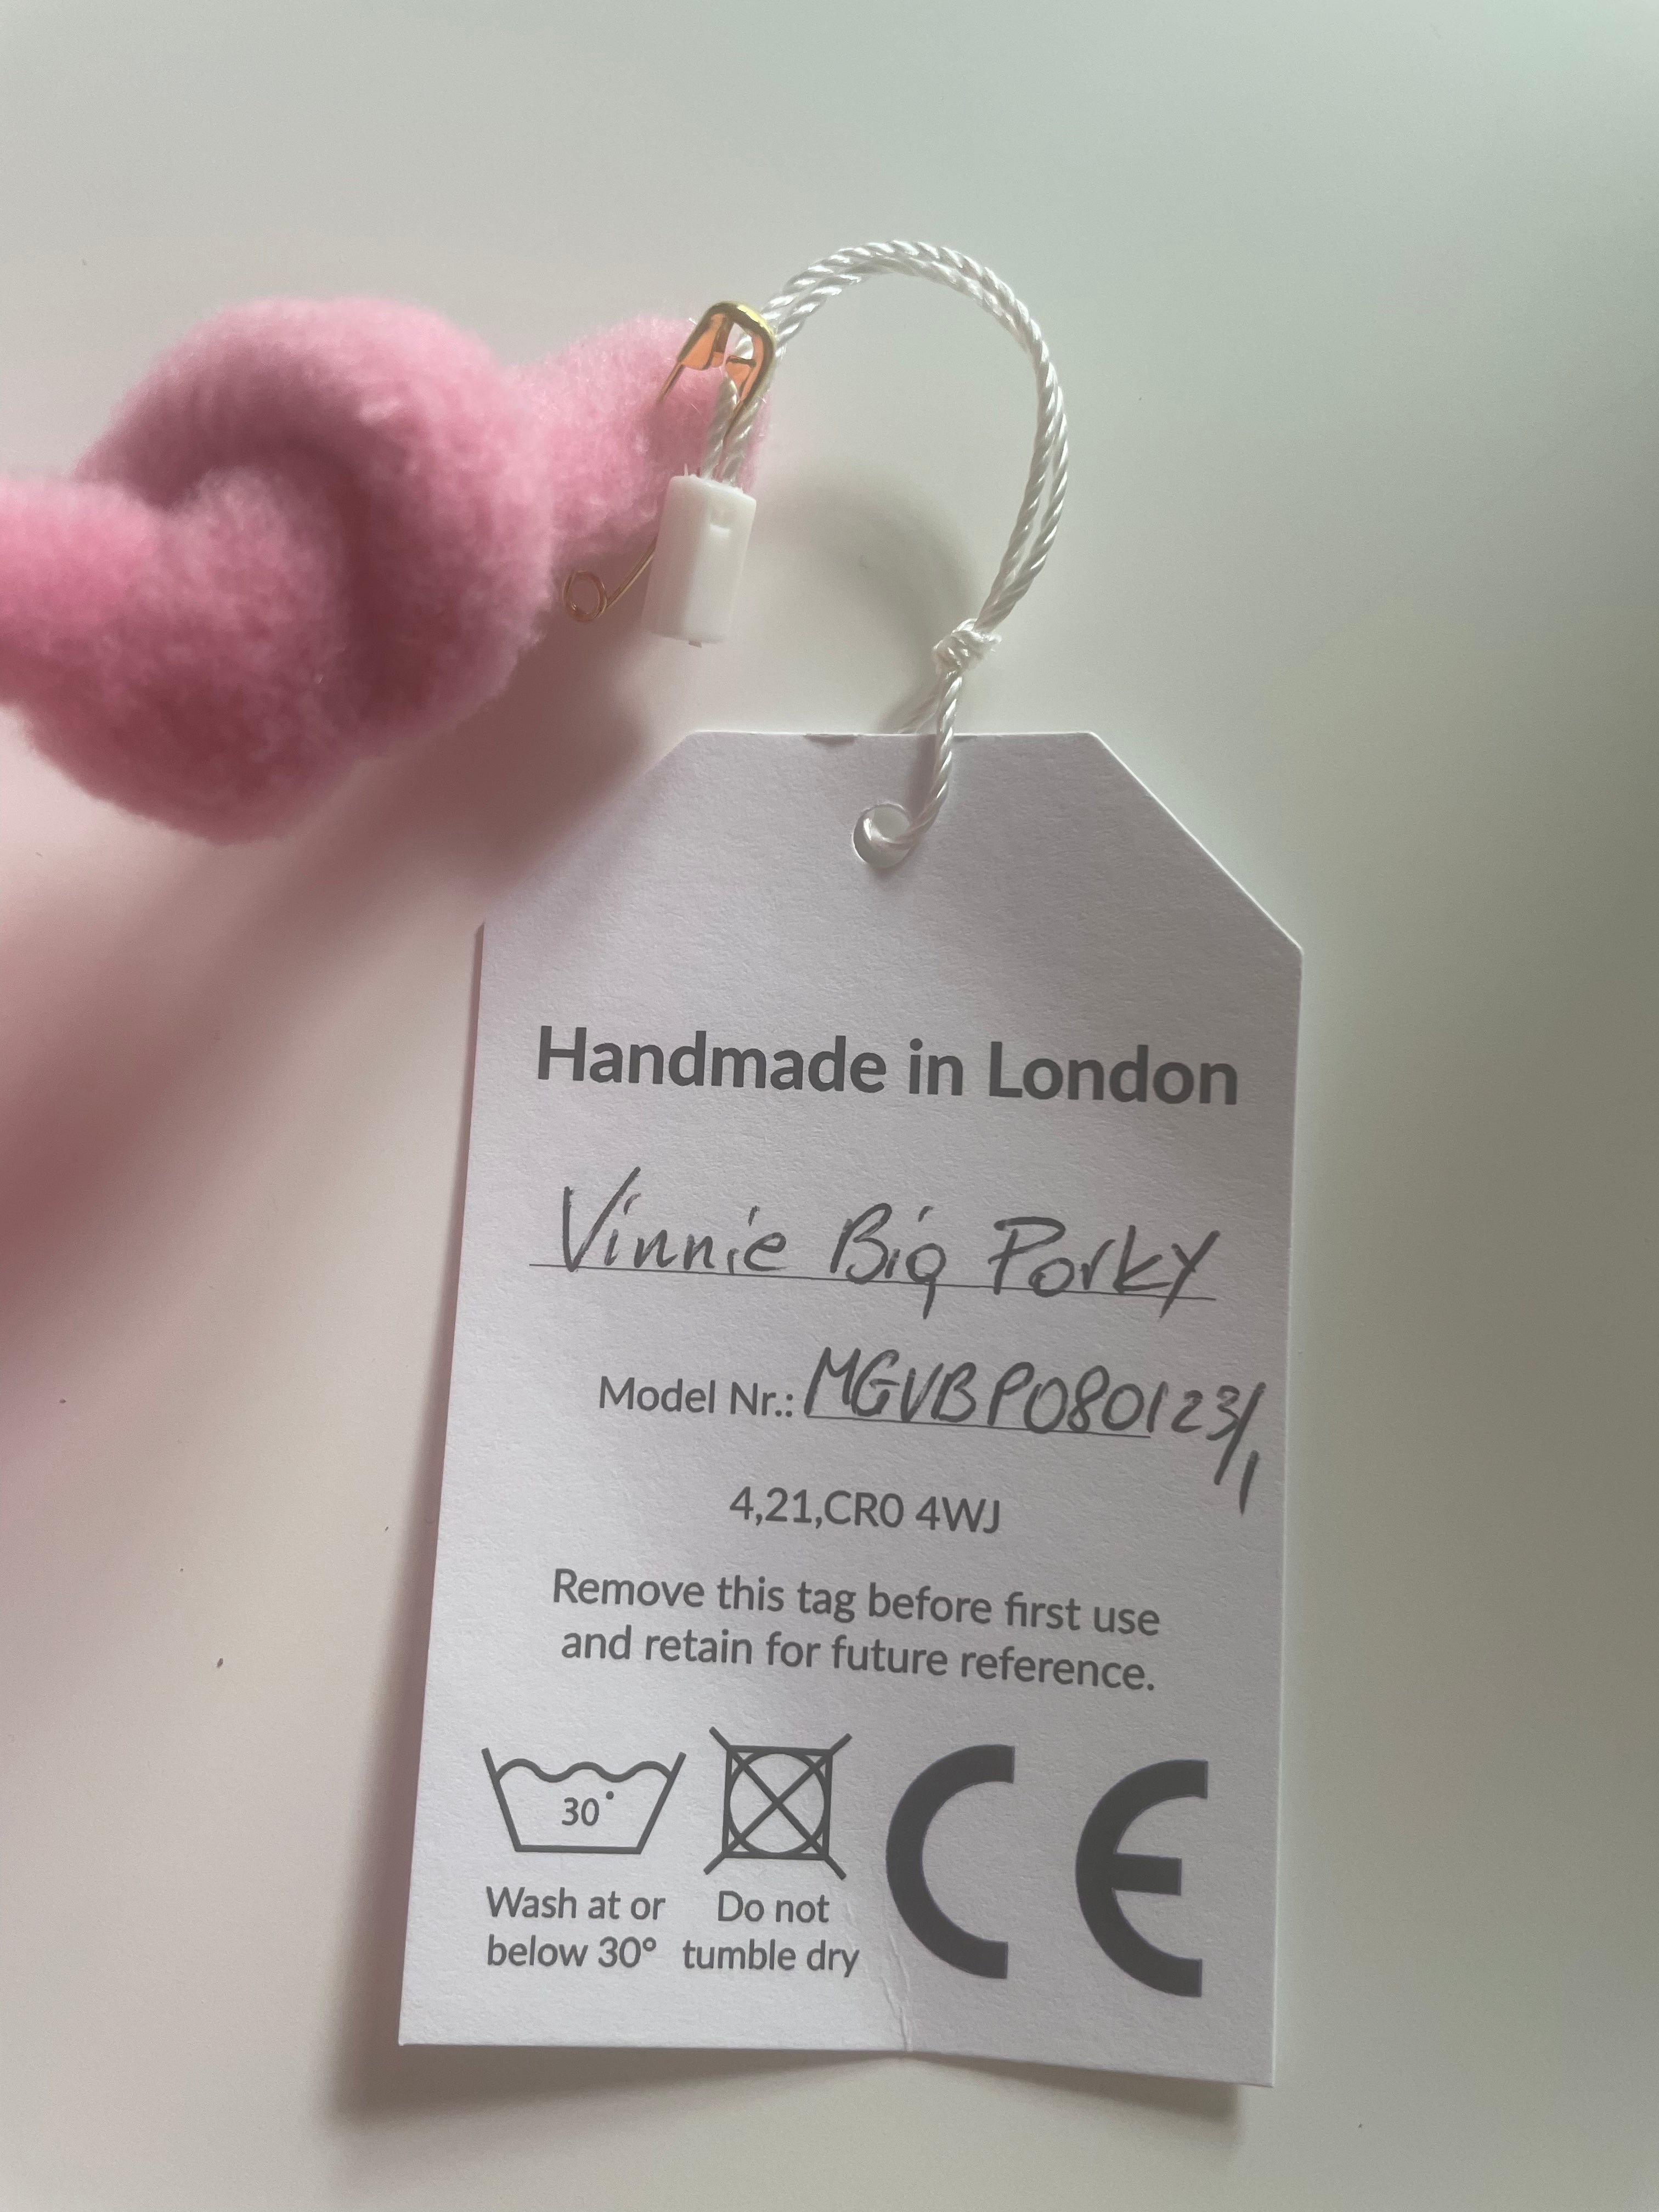 Handmade in London
Vinnie Big Porky
Model Nr.: MGVBP080123/1
4,21,CR0 4WJ
Remove this tag before first use
and retain for future reference.
30°
Wash at or
below 30º
Do not
tumble dry
CE